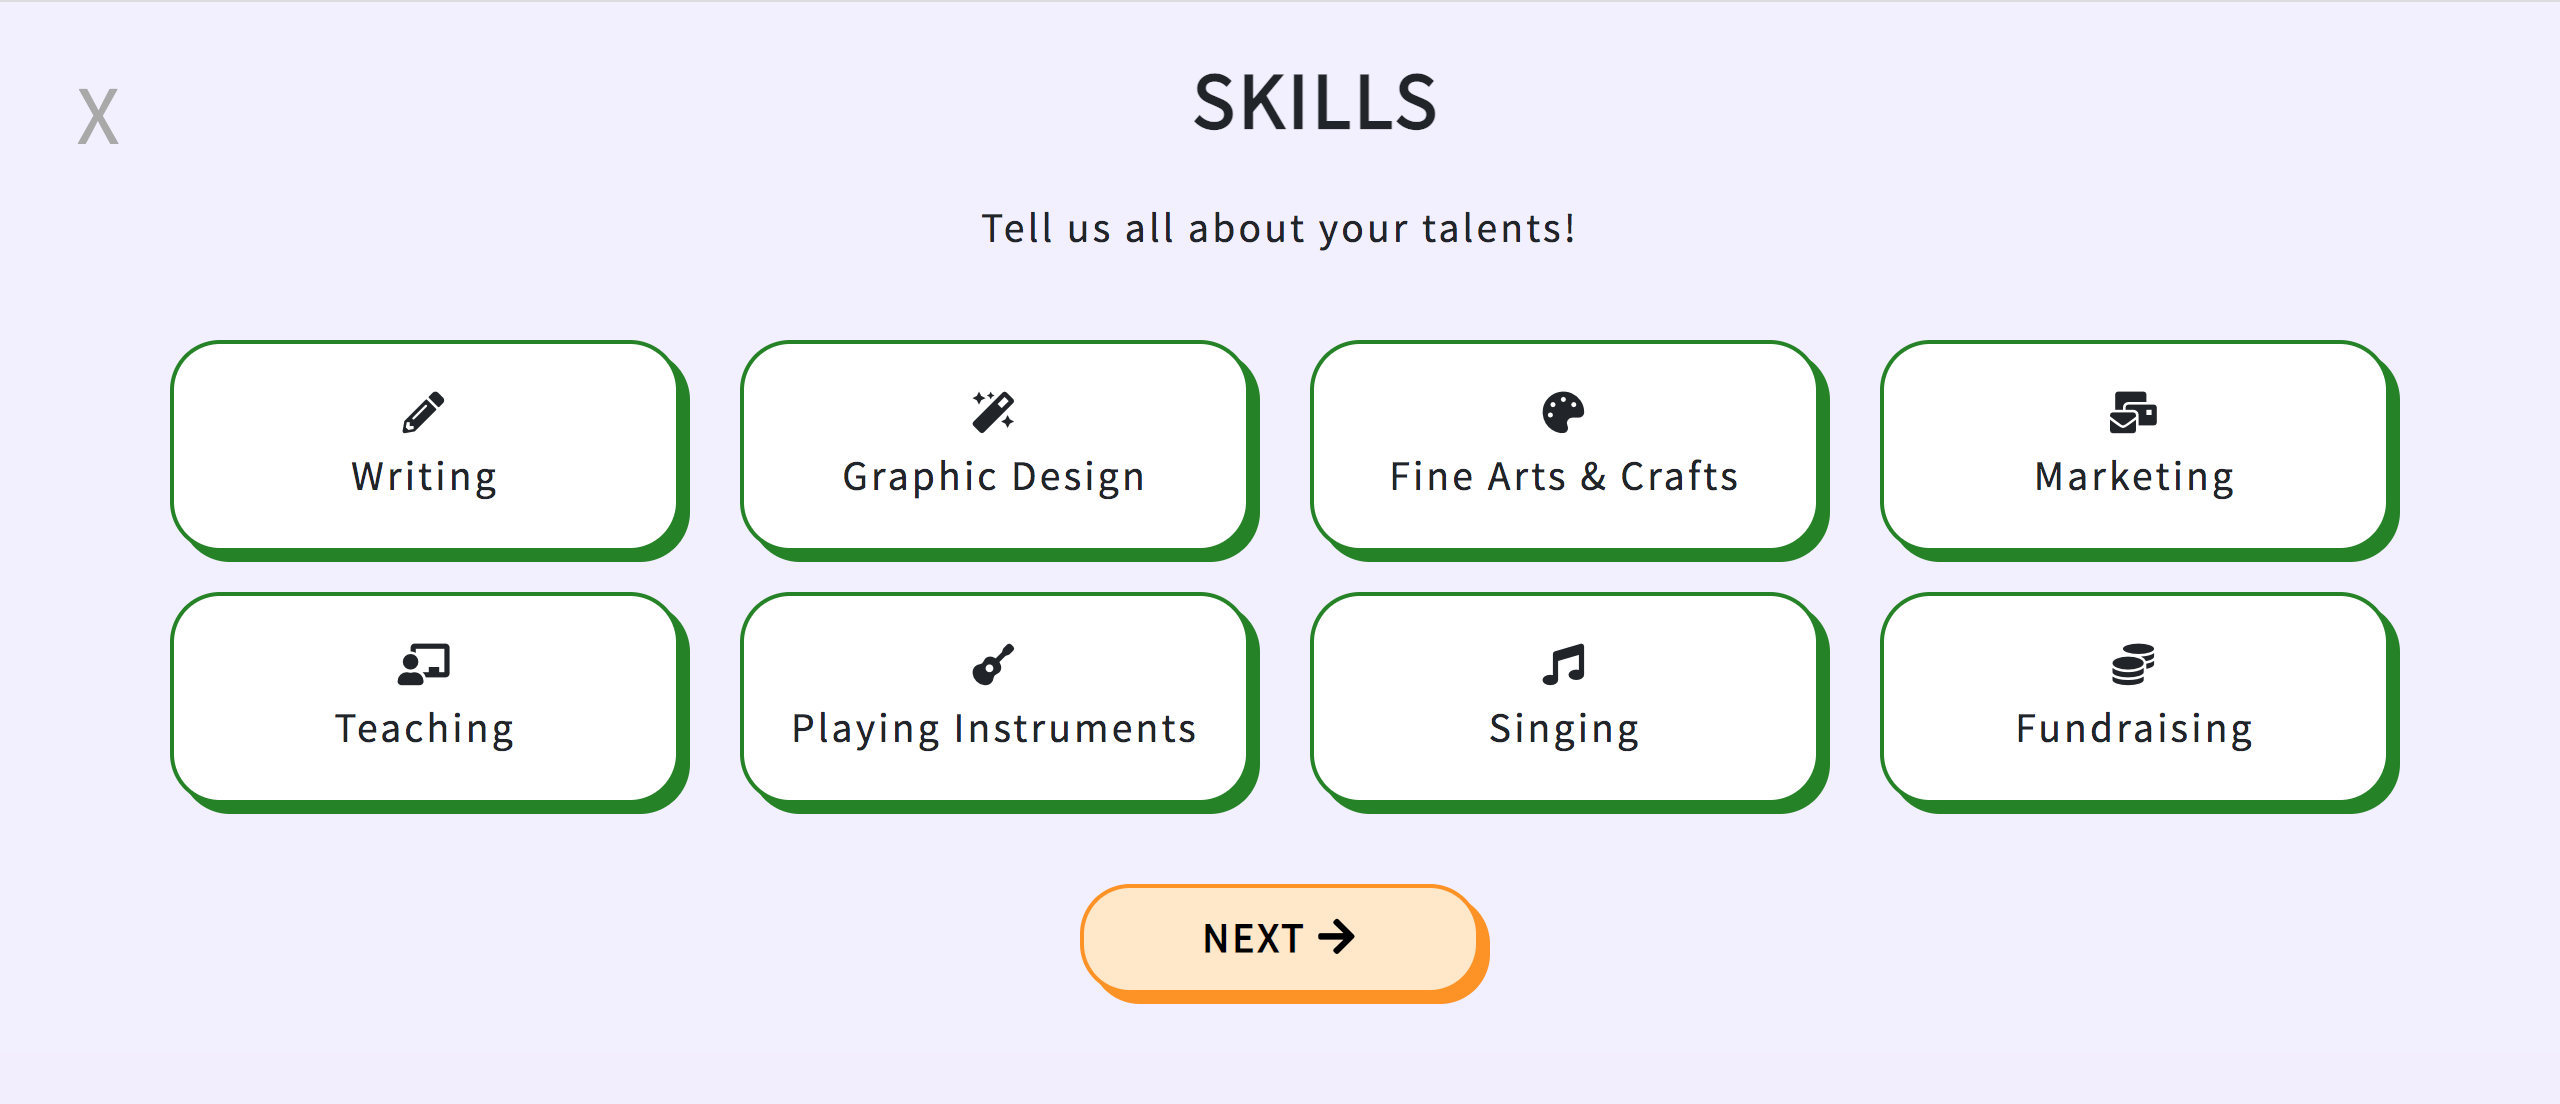 X
SKILLS
Tell us all about your talents!
Writing
Graphic Design
Fine Arts & Crafts
Marketing
Teaching
Playing Instruments
Singing
Fundraising
NEXT